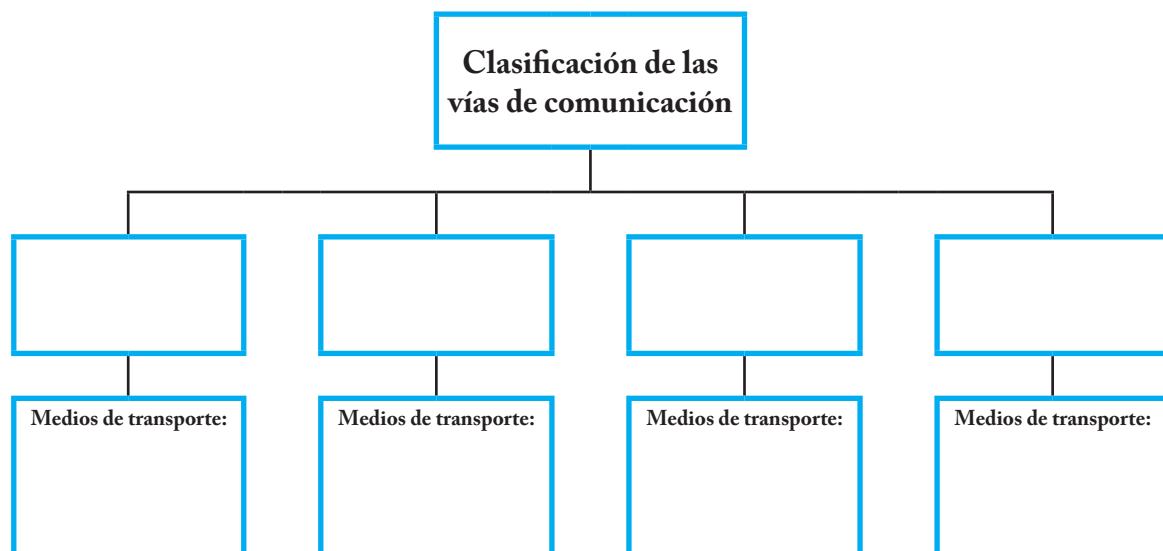 Clasificación de las
vías de comunicación
Medios de transporte:
Medios de transporte:
Medios de transporte:
Medios de transporte: